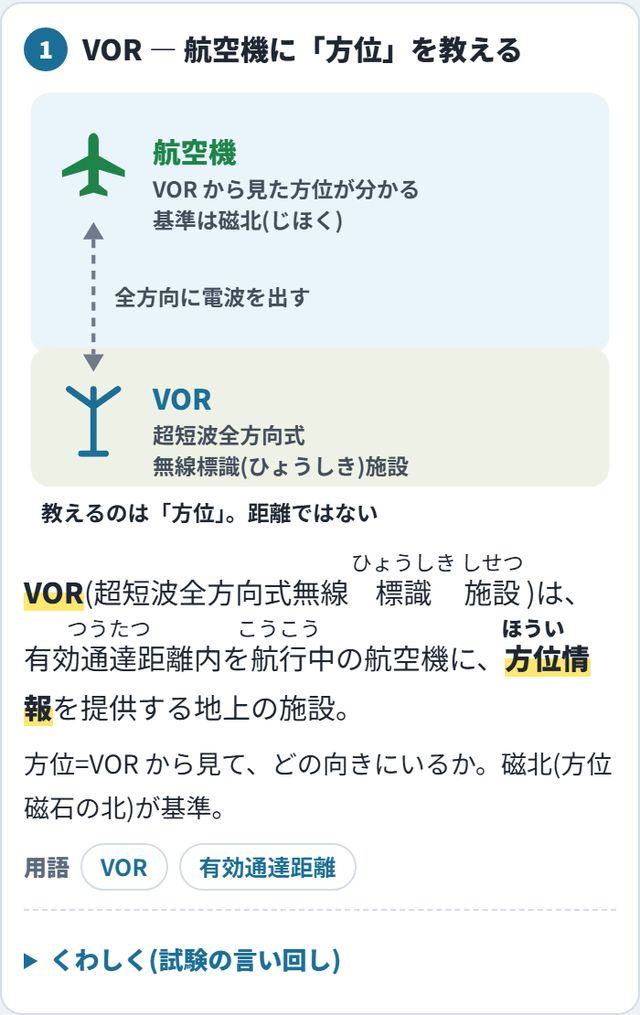 1 VOR — 航空機に「方位」を教える
航空機
VOR から見た方位が分かる
基準は磁北(じほく)
全方向に電波を出す
VOR
超短波全方向式
無線標識(ひょうしき)施設
教えるのは「方位」。距離ではない
ひょうしき しせつ
VOR(超短波全方向式無線 標識 施設)は、
つうたつ こうこう ほうい
有効通達距離内を航行中の航空機に、方位情
報を提供する地上の施設。
方位=VOR から見て、どの向きにいるか。磁北(方位
磁石の北)が基準。
用語 VOR 有効通達距離
▶ くわしく(試験の言い回し)